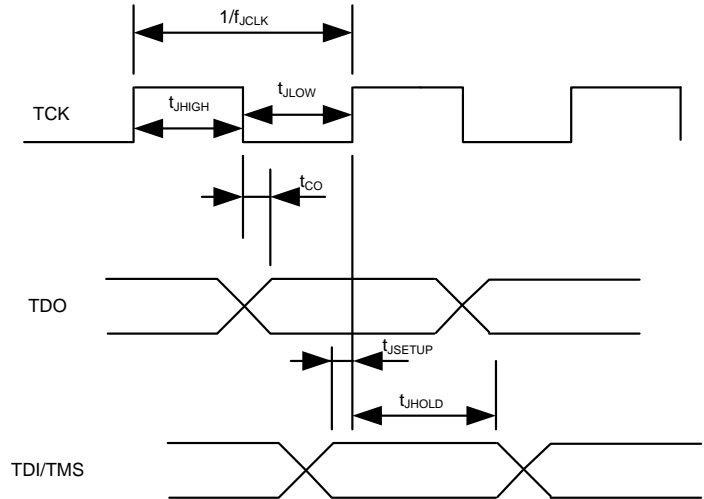 1/fJCLK
tJHIGH
tJLOW
TCK
tCO
TDO
tJSETUP
tJHOLD
TDI/TMS